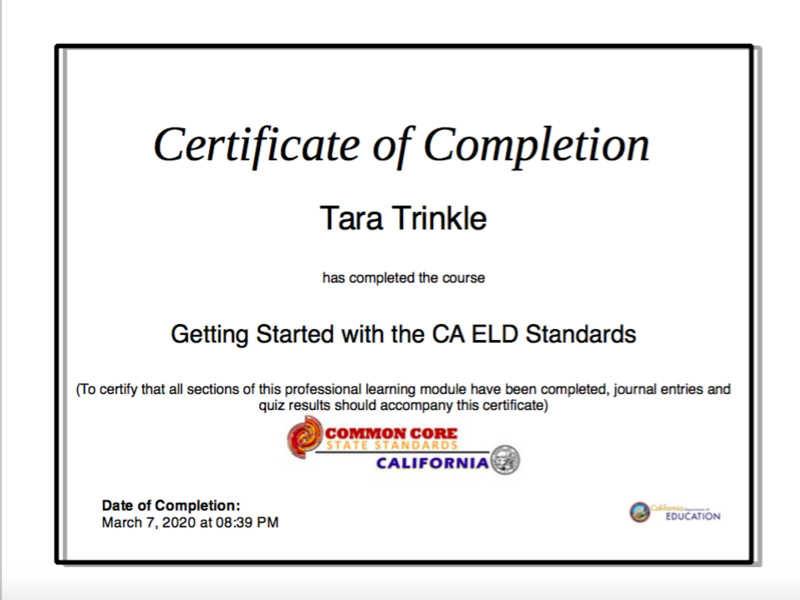 Certificate of Completion
Tara Trinkle
has completed the course
Getting Started with the CA ELD Standards
(To certify that all sections of this professional learning module have been completed, journal entries and
quiz results should accompany this certificate)
COMMON CORE
STATE STANDARDS
CALIFORNIA
Date of Completion:
March 7, 2020 at 08:39 PM
California Department of
EDUCATION